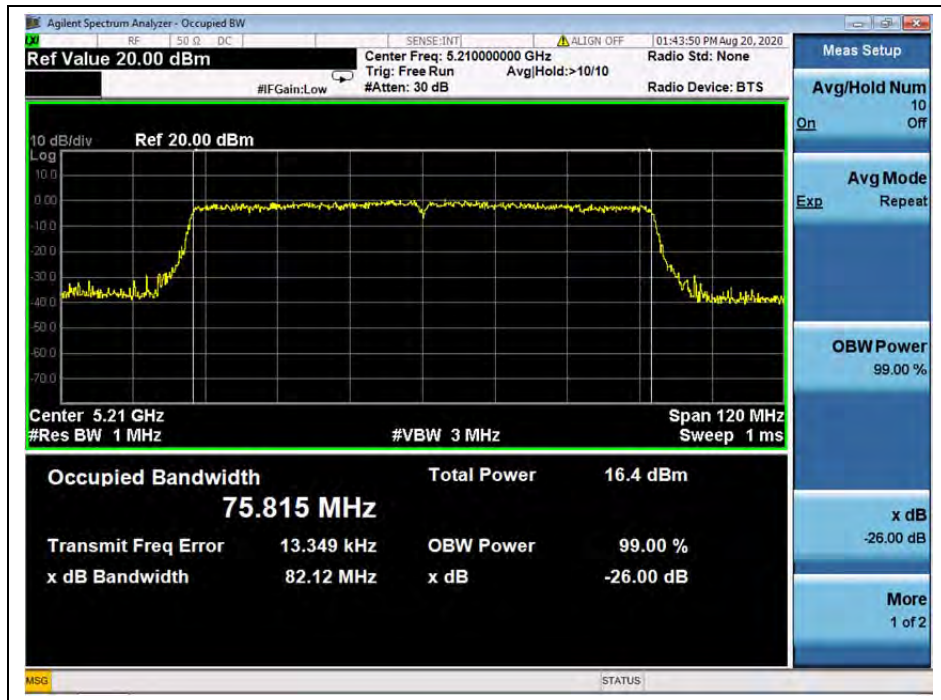 Agilent Spectrum Analyzer - Occupied BW
LXI RF 50 Ω DC SENSE:INT ALIGN OFF 01:43:50 PM Aug 20, 2020
Ref Value 20.00 dBm Center Freq: 5.210000000 GHz Radio Std: None
Trig: Free Run Avg|Hold:>10/10
#IFGain:Low #Atten: 30 dB Radio Device: BTS
10 dB/div Ref 20.00 dBm
Log
10.0
0.00
-10.0
-20.0
-30.0
-40.0
-50.0
-60.0
-70.0
Center 5.21 GHz Span 120 MHz
#Res BW 1 MHz #VBW 3 MHz Sweep 1 ms
Occupied Bandwidth Total Power 16.4 dBm
75.815 MHz
Transmit Freq Error 13.349 kHz OBW Power 99.00 %
x dB Bandwidth 82.12 MHz x dB -26.00 dB
MSG STATUS
Meas Setup
Avg/Hold Num
10
On Off
Avg Mode
Exp Repeat
OBW Power
99.00 %
x dB
-26.00 dB
More
1 of 2